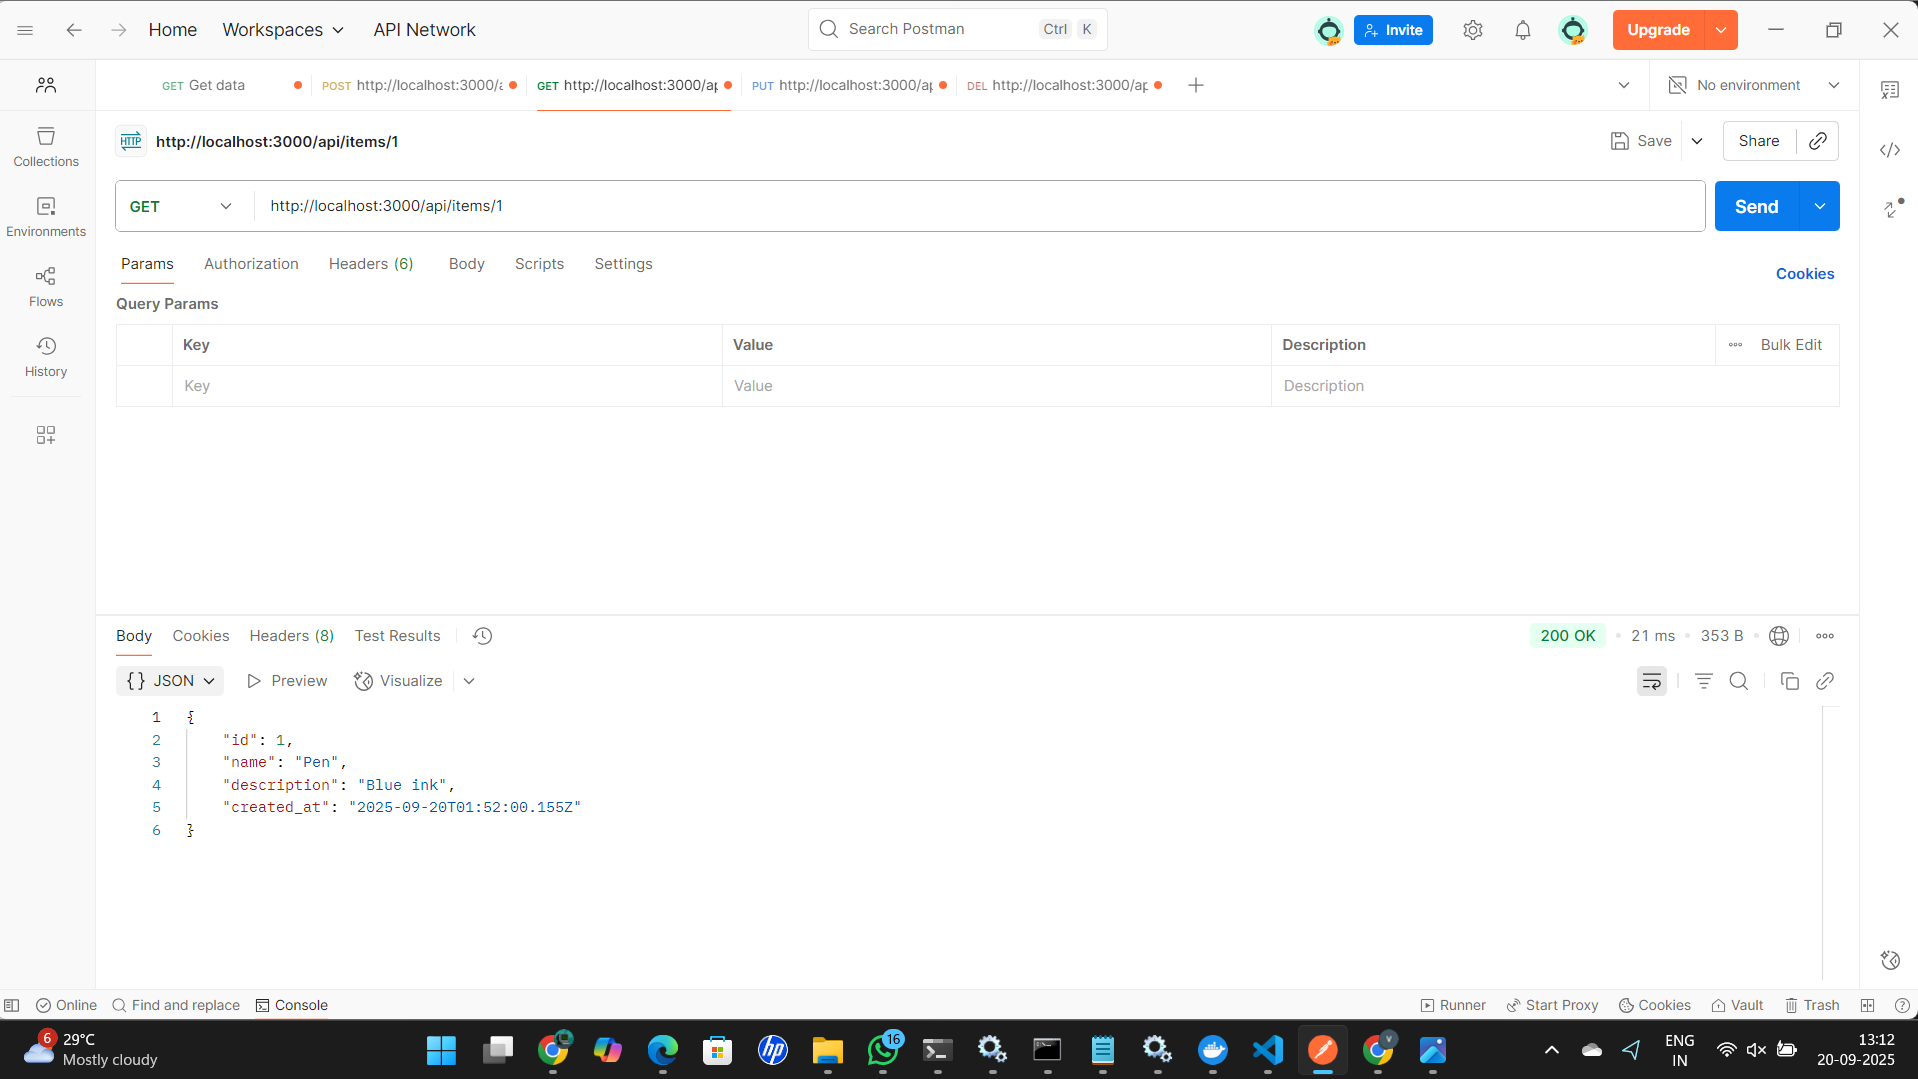 Home Workspaces API Network Search Postman Ctrl K Invite Upgrade
GET Get data POST http://localhost:3000/a GET http://localhost:3000/ap PUT http://localhost:3000/ap DEL http://localhost:3000/ap No environment
HTTP http://localhost:3000/api/items/1 Save Share
GET http://localhost:3000/api/items/1 Send
Collections
Environments
Flows
History
Params Authorization Headers (6) Body Scripts Settings Cookies
Query Params
Key Value Description Bulk Edit
Key Value Description
Body Cookies Headers (8) Test Results 200 OK 21 ms 353 B
{} JSON Preview Visualize
1 {
2 "id": 1,
3 "name": "Pen",
4 "description": "Blue ink",
5 "created_at": "2025-09-20T01:52:00.155Z"
6 }
Online Find and replace Console Runner Start Proxy Cookies Vault Trash
6 29°C
Mostly cloudy
hp
16
V
ENG
IN
13:12
20-09-2025